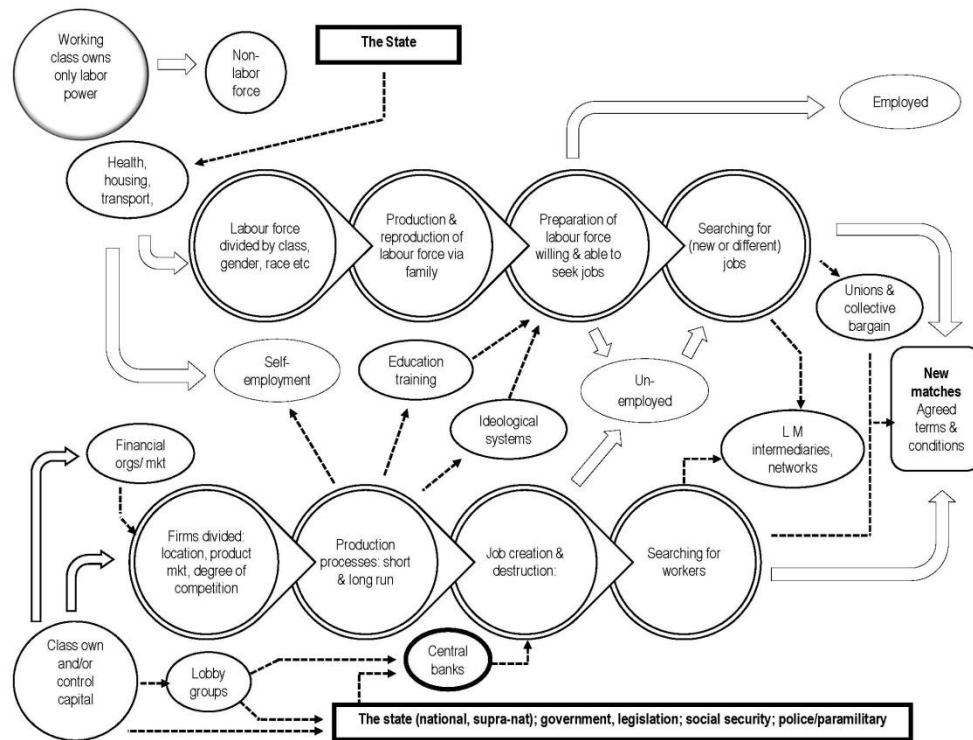 Working
class owns
only labor
power
Non-
labor
force
The State
Employed
Health,
housing,
transport,
Labour force
divided by class,
gender, race etc
Production &
reproduction of
labour force via
family
Preparation of
labour force
willing & able to
seek jobs
Searching for
(new or different)
jobs
Unions &
collective
bargain
Self-
employment
Education
training
Un-
employed
Ideological
systems
New
matches
Agreed
terms &
conditions
L M
intermediaries,
networks
Financial
orgs/ mkt
Firms divided:
location, product
mkt, degree of
competition
Production
processes: short
& long run
Job creation &
destruction:
Searching for
workers
Class own
and/or
control
capital
Lobby
groups
Central
banks
The state (national, supra-nat); government, legislation; social security; police/paramilitary